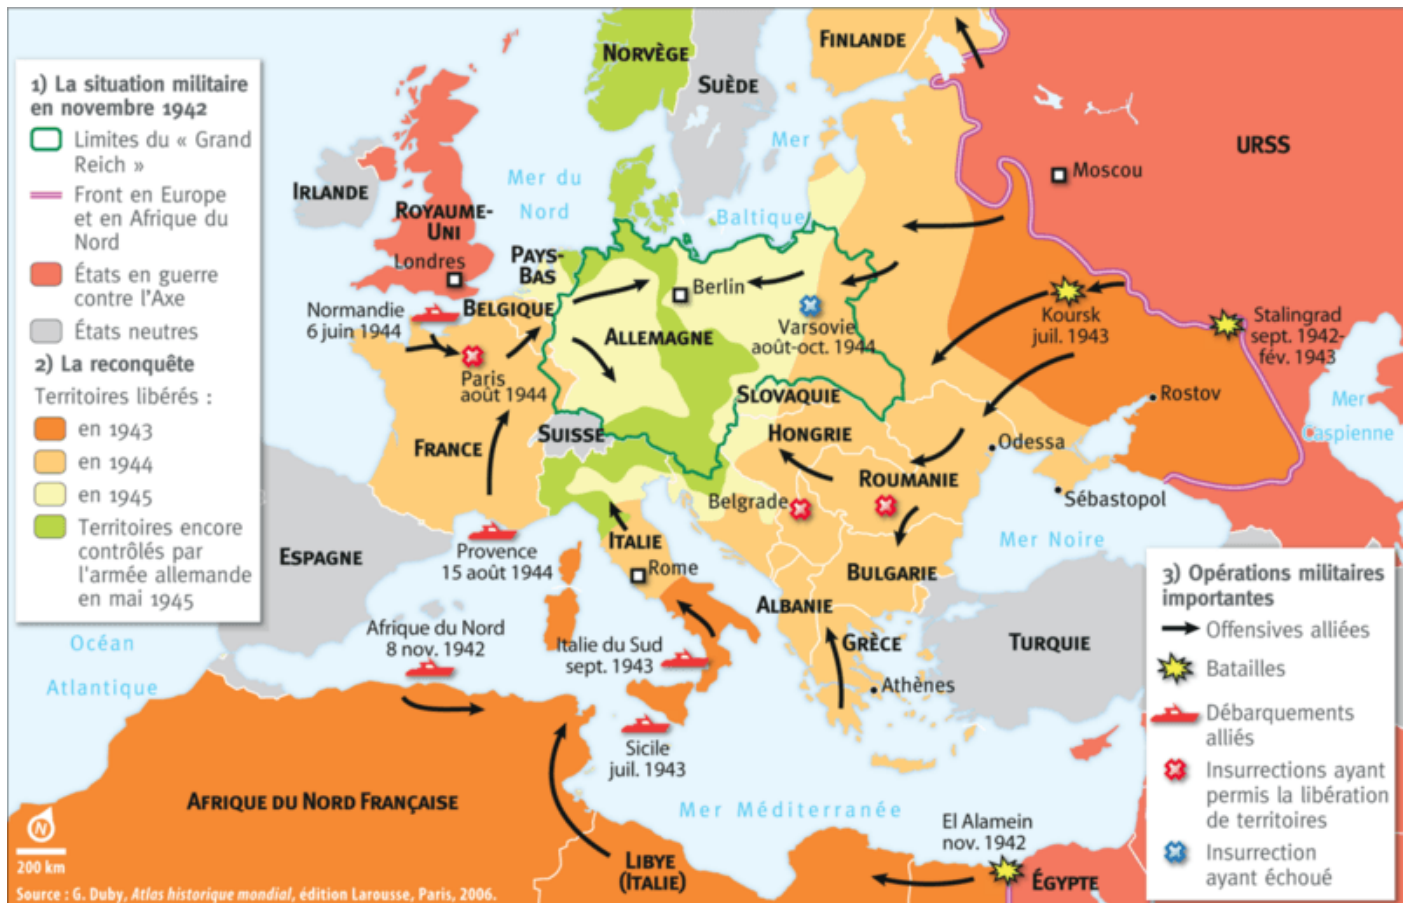 1) La situation militaire
en novembre 1942
Limites du « Grand
Reich »
Front en Europe
et en Afrique du
Nord
États en guerre
contre l'Axe
États neutres
2) La reconquête
Territoires libérés :
en 1943
en 1944
en 1945
Territoires encore
contrôlés par
l'armée allemande
en mai 1945
NORVÈGE
SUÈDE
FINLANDE
URSS
Moscou
IRLANDE
ROYAUME-
UNI
Londres
Mer du
Nord
Mer
Baltique
PAYS-
BAS
BELGIQUE
Berlin
ALLEMAGNE
Varsovie
août-oct. 1944
Koursk
juil. 1943
Stalingrad
sept. 1942-
fév. 1943
Normandie
6 juin 1944
Paris
août 1944
FRANCE
SUISSE
SLOVAQUIE
HONGRIE
Rostov
Mer
Caspienne
Odessa
Sébastopol
ROUMANIE
Belgrade
Mer Noire
ESPAGNE
Provence
15 août 1944
ITALIE
Rome
BULGARIE
ALBANIE
GRÈCE
Athènes
TURQUIE
Océan
Atlantique
Afrique du Nord
8 nov. 1942
Italie du Sud
sept. 1943
Sicile
juil. 1943
AFRIQUE DU NORD FRANÇAISE
Mer Méditerranée
LIBYE
(ITALIE)
El Alamein
nov. 1942
ÉGYPTE
3) Opérations militaires
importantes
Offensives alliées
Batailles
Débarquements
alliés
Insurrections ayant
permis la libération
de territoires
Insurrection
ayant échoué
N
200 km
Source : G. Duby, Atlas historique mondial, édition Larousse, Paris, 2006.